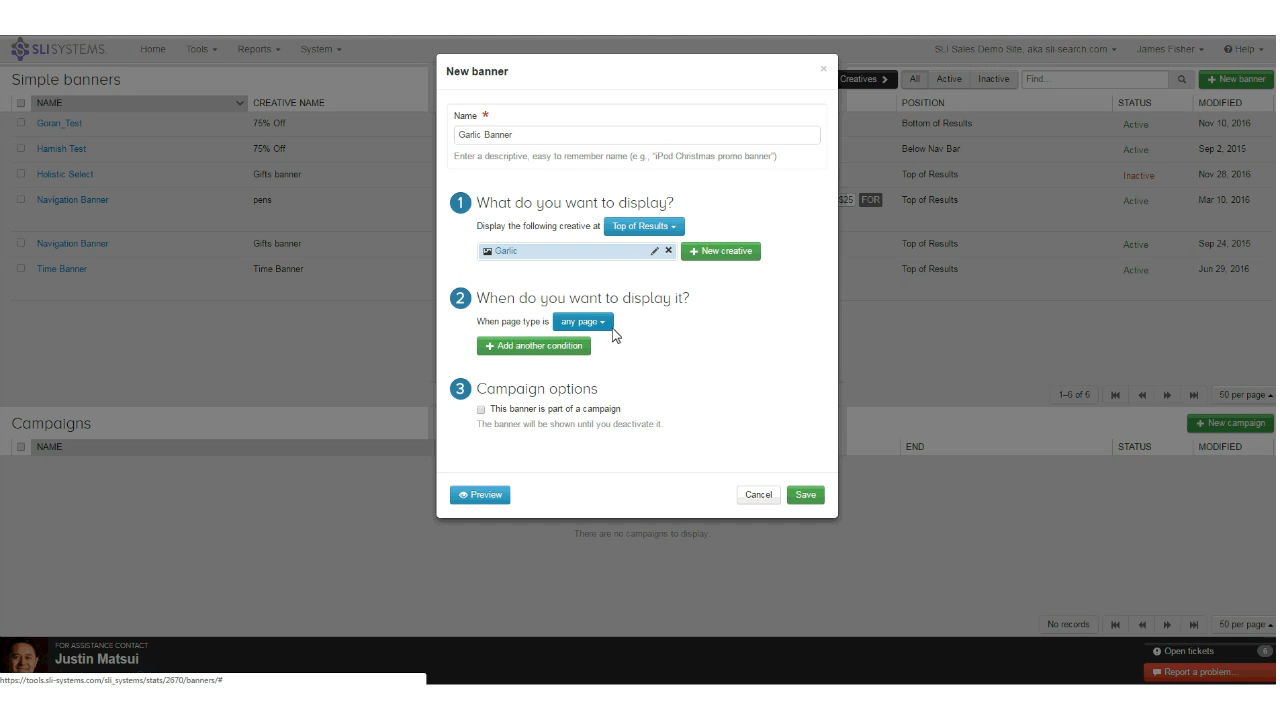 SLISYSTEMS Home Tools Reports System SLI Sales Demo Site, aka sli-search.com James Fisher Help
Simple banners Creatives All Active Inactive Find... + New banner
NAME CREATIVE NAME POSITION STATUS MODIFIED
Goran_Test 75% Off Bottom of Results Active Nov 10, 2016
Hamish Test 75% Off Below Nav Bar Active Sep 2, 2015
Holistic Select Gifts banner Top of Results Inactive Nov 28, 2016
Navigation Banner pens $25 FOR Top of Results Active Mar 10, 2016
Navigation Banner Gifts banner Top of Results Active Sep 24, 2015
Time Banner Time Banner Top of Results Active Jun 29, 2016
1–6 of 6 50 per page
Campaigns + New campaign
NAME END STATUS MODIFIED
There are no campaigns to display.
No records 50 per page
New banner ×
Name *
Garlic Banner
Enter a descriptive, easy to remember name (e.g., "iPod Christmas promo banner")
1 What do you want to display?
Display the following creative at Top of Results
Garlic + New creative
2 When do you want to display it?
When page type is any page
+ Add another condition
3 Campaign options
This banner is part of a campaign
The banner will be shown until you deactivate it.
Preview Cancel Save
FOR ASSISTANCE CONTACT
Justin Matsui
Open tickets 6
Report a problem...
https://tools.sli-systems.com/sli_systems/stats/2670/banners/#